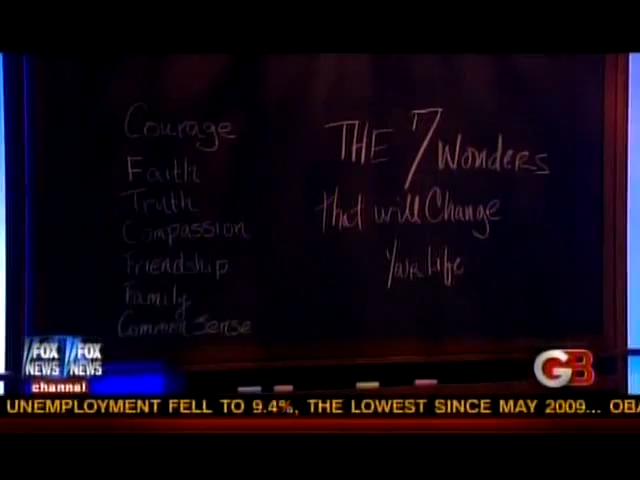 Courage
Faith
Truth
Compassion
Friendship
Family
Common Sense
THE 7 Wonders
that will Change
Your Life
FOX NEWS FOX NEWS
channel
GB
UNEMPLOYMENT FELL TO 9.4%, THE LOWEST SINCE MAY 2009... OBA